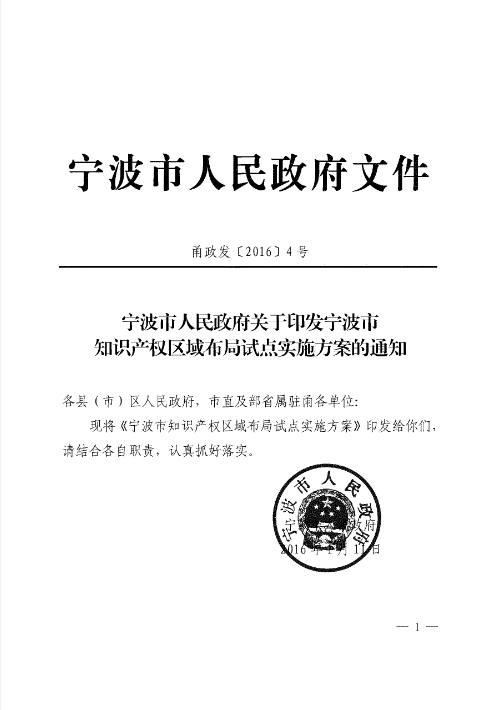 宁波市人民政府文件
甬政发〔2016〕4号
宁波市人民政府关于印发宁波市
知识产权区域布局试点实施方案的通知
各县（市）区人民政府，市直及部省属驻甬各单位：
现将《宁波市知识产权区域布局试点实施方案》印发给你们，
请结合各自职责，认真抓好落实。
宁波市人民政府
宁 政府
2016年1月11日
— 1 —